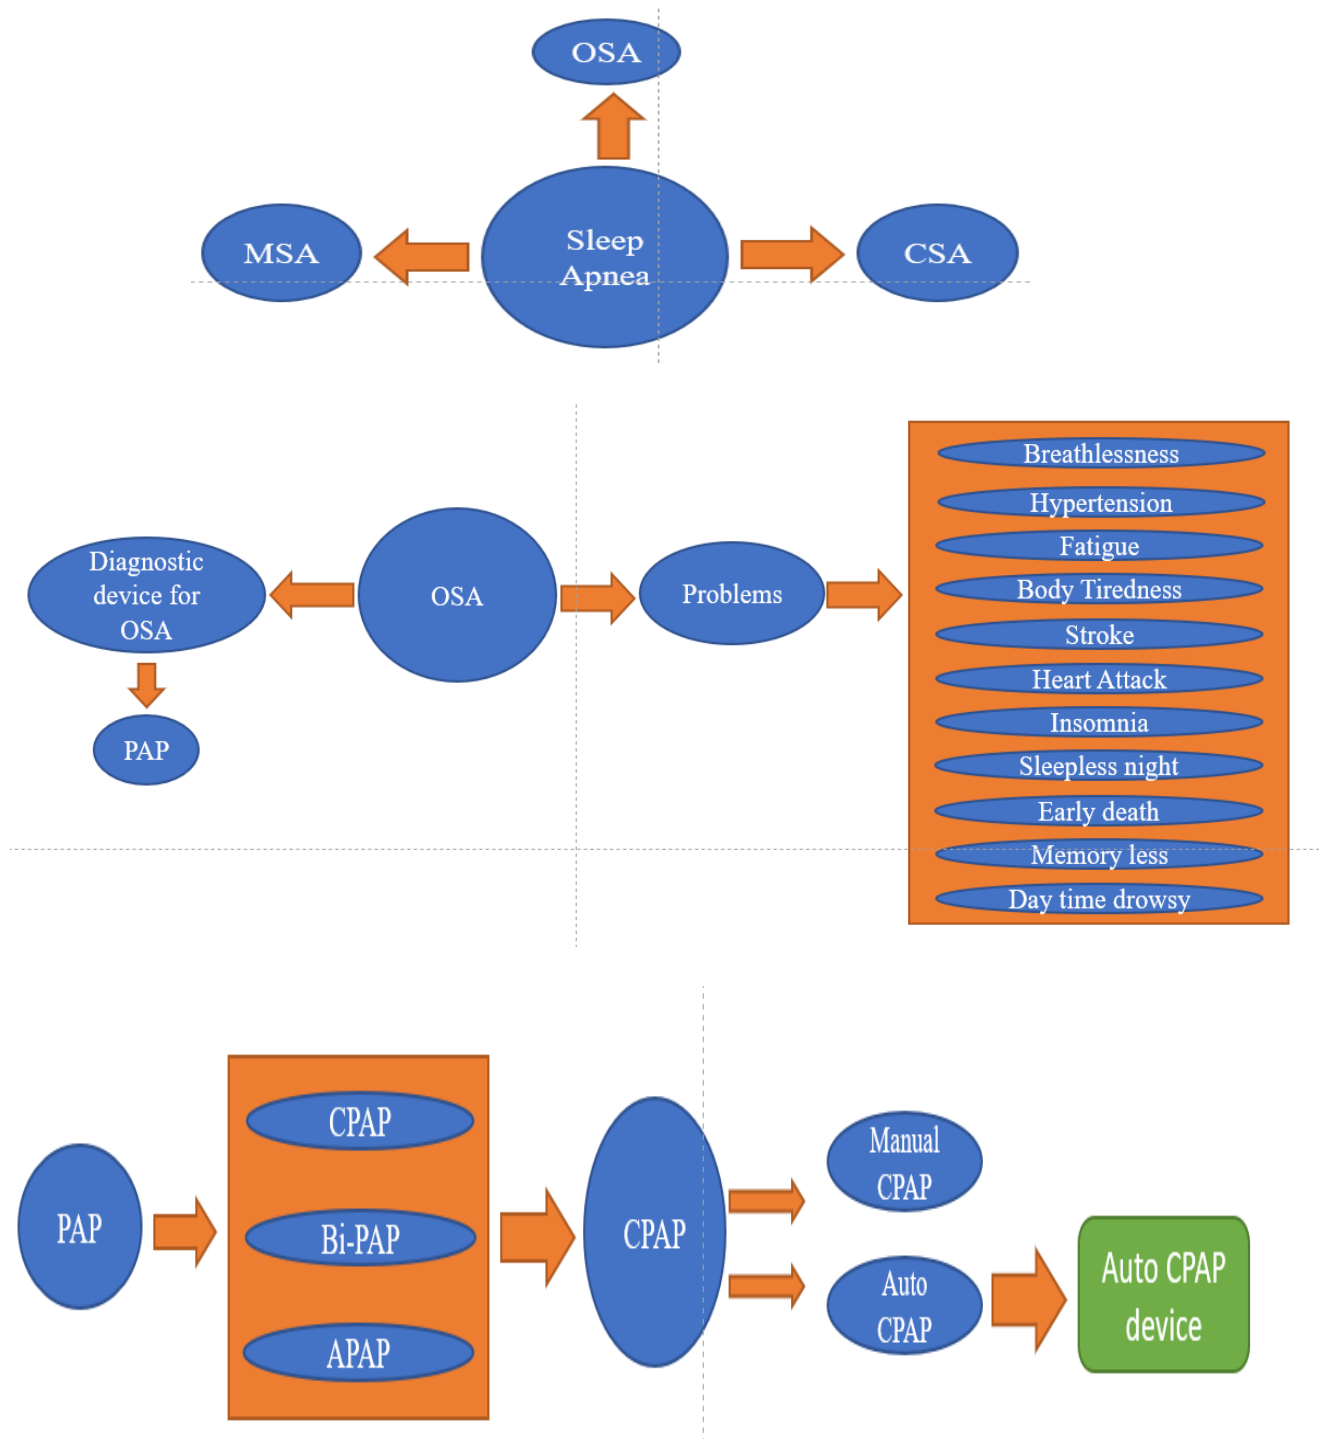 OSA
MSA
Sleep
Apnea
CSA
Diagnostic
device for
OSA
PAP
OSA
Problems
Breathlessness
Hypertension
Fatigue
Body Tiredness
Stroke
Heart Attack
Insomnia
Sleepless night
Early death
Memory less
Day time drowsy
PAP
CPAP
Bi-PAP
APAP
CPAP
Manual
CPAP
Auto
CPAP
Auto CPAP
device